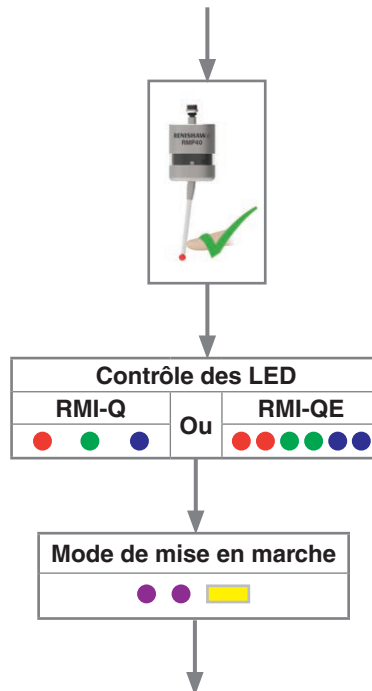 RENISHAW
RMP40
Contrôle des LED
RMI-Q
Ou
RMI-QE
Mode de mise en marche